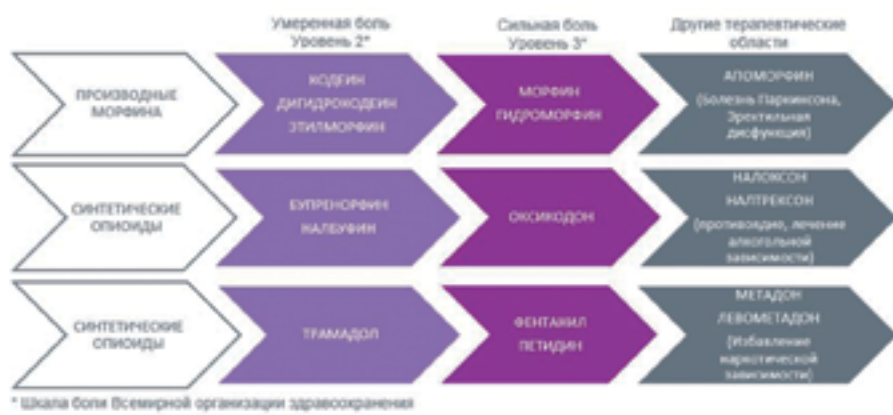 Умеренная боль
Уровень 2*
Сильная боль
Уровень 3*
Другие терапевтические
области
ПРОИЗВОДНЫЕ
МОРФИНА
КОДЕИН
ДИГИДРОКОДЕИН
ЭТИЛМОРФИН
МОРФИН
ГИДРОМОРФИН
АПОМОРФИН
(Болезнь Паркинсона,
Эректильная
дисфункция)
СИНТЕТИЧЕСКИЕ
ОПИОИДЫ
БУПРЕНОРФИН
НАЛБУФИН
ОКСИКОДОН
НАЛОКСОН
НАЛТРЕКСОН
(противоядие, лечение
алкогольной
зависимости)
СИНТЕТИЧЕСКИЕ
ОПИОИДЫ
ТРАМАДОЛ
ФЕНТАНИЛ
ПЕТИДИН
МЕТАДОН
ЛЕВОМЕТАДОН
(Избавление
наркотической
зависимости)
* Шкала боли Всемирной организации здравоохранения